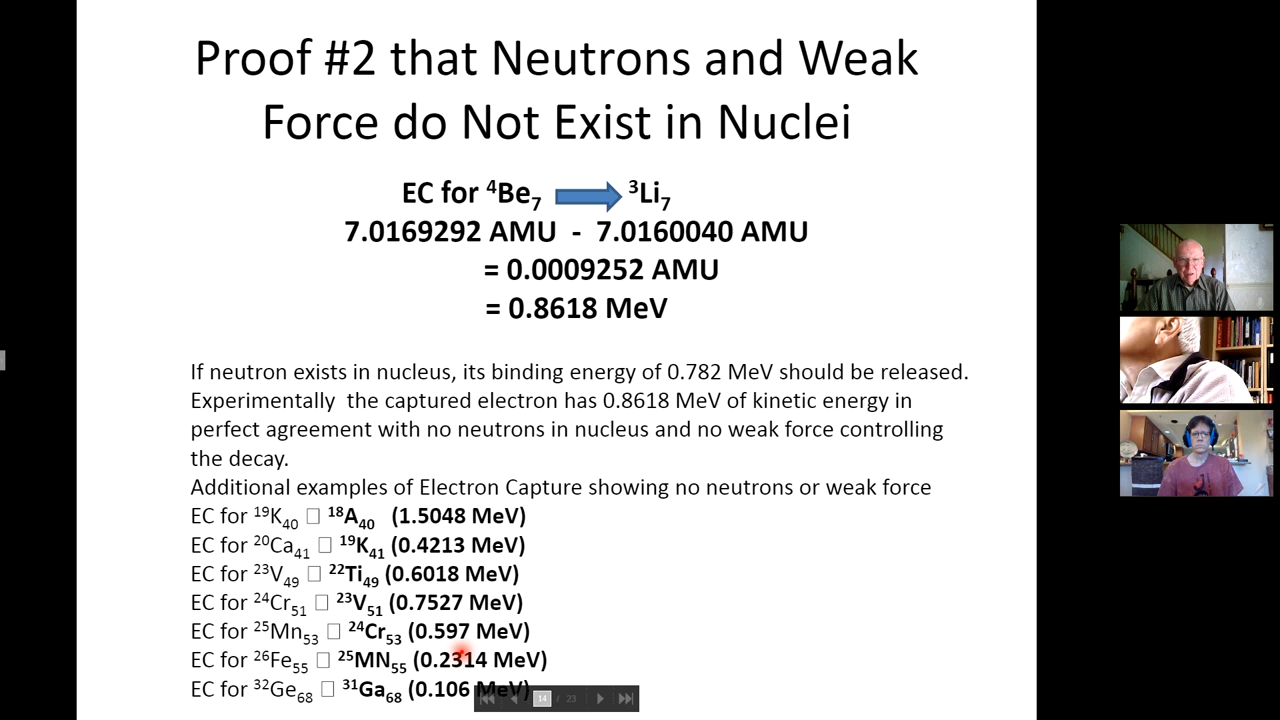 Proof #2 that Neutrons and Weak
Force do Not Exist in Nuclei
EC for ⁴Be₇ ➡ ³Li₇
7.0169292 AMU - 7.0160040 AMU
= 0.0009252 AMU
= 0.8618 MeV
If neutron exists in nucleus, its binding energy of 0.782 MeV should be released.
Experimentally the captured electron has 0.8618 MeV of kinetic energy in
perfect agreement with no neutrons in nucleus and no weak force controlling
the decay.
Additional examples of Electron Capture showing no neutrons or weak force
EC for ¹⁹K₄₀ □ ¹⁸A₄₀ (1.5048 MeV)
EC for ²⁰Ca₄₁ □ ¹⁹K₄₁ (0.4213 MeV)
EC for ²³V₄₉ □ ²²Ti₄₉ (0.6018 MeV)
EC for ²⁴Cr₅₁ □ ²³V₅₁ (0.7527 MeV)
EC for ²⁵Mn₅₃ □ ²⁴Cr₅₃ (0.597 MeV)
EC for ²⁶Fe₅₅ □ ²⁵MN₅₅ (0.2314 MeV)
EC for ³²Ge₆₈ □ ³¹Ga₆₈ (0.106 MeV)
14 / 23